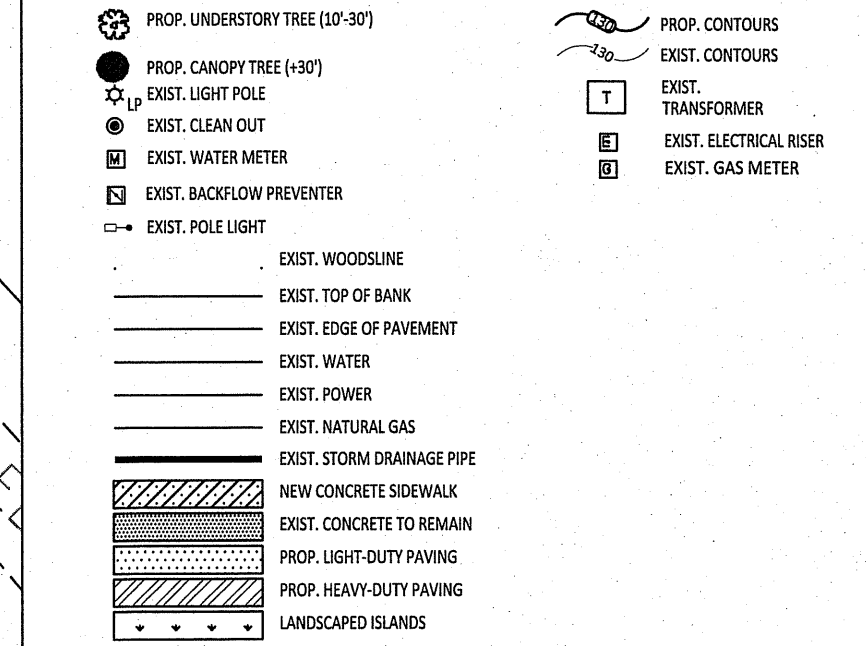 PROP. UNDERSTORY TREE (10'-30')
PROP. CANOPY TREE (+30')
LP EXIST. LIGHT POLE
EXIST. CLEAN OUT
M EXIST. WATER METER
EXIST. BACKFLOW PREVENTER
EXIST. POLE LIGHT
EXIST. WOODSLINE
EXIST. TOP OF BANK
EXIST. EDGE OF PAVEMENT
EXIST. WATER
EXIST. POWER
EXIST. NATURAL GAS
EXIST. STORM DRAINAGE PIPE
NEW CONCRETE SIDEWALK
EXIST. CONCRETE TO REMAIN
PROP. LIGHT-DUTY PAVING
PROP. HEAVY-DUTY PAVING
LANDSCAPED ISLANDS
130 PROP. CONTOURS
130 EXIST. CONTOURS
T EXIST.
TRANSFORMER
E EXIST. ELECTRICAL RISER
G EXIST. GAS METER